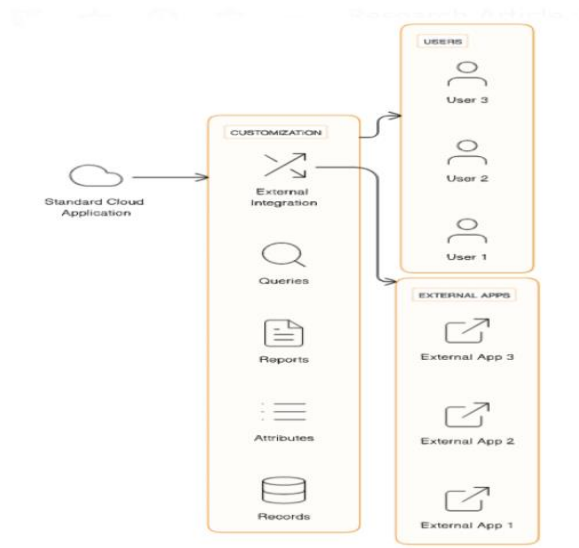 USERS
User 3
User 2
User 1
CUSTOMIZATION
External
Integration
Queries
Reports
Attributes
Records
Standard Cloud
Application
EXTERNAL APPS
External App 3
External App 2
External App 1